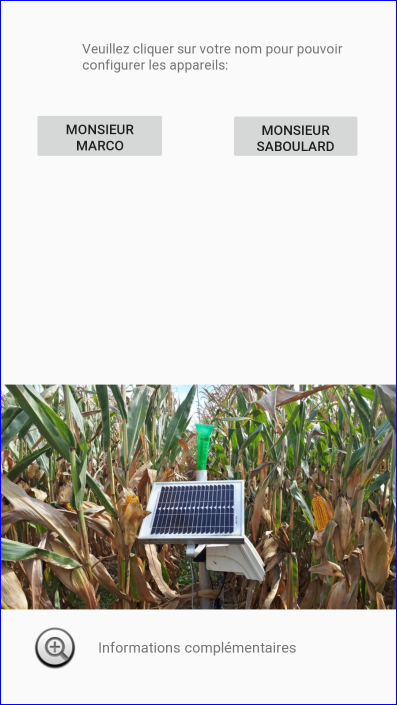 Veuillez cliquer sur votre nom pour pouvoir
configurer les appareils:
MONSIEUR
MARCO
MONSIEUR
SABOULARD
Informations complémentaires